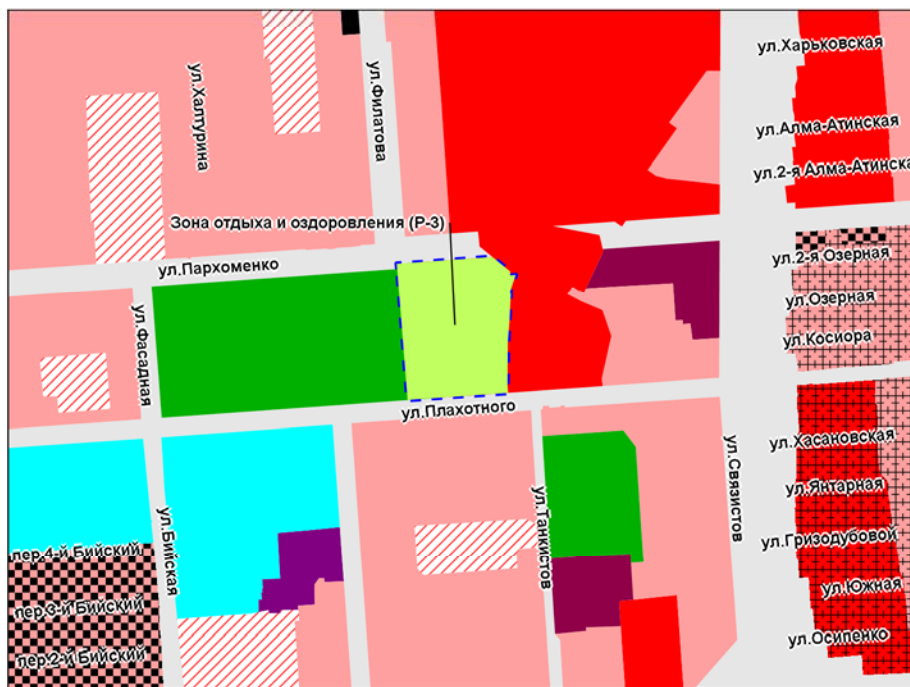 ул.Харьковская
ул.Халтурина
ул.Филатова
ул.Алма-Атинская
ул.2-я Алма-Атинска
Зона отдыха и оздоровления (Р-3)
ул.Пархоменко
ул.2-я Озерная
ул.Озерная
ул.Косиора
ул.Фасадная
ул.Плахотного
ул.Хасановская
ул.Связистов
ул.Янтарная
ул.Танкистов
ул.Бийская
ул.Гризодубовой
пер.4-й Бийский
ул.Южная
пер.3-й Бийский
ул.Осипенко
пер.2-й Бийский